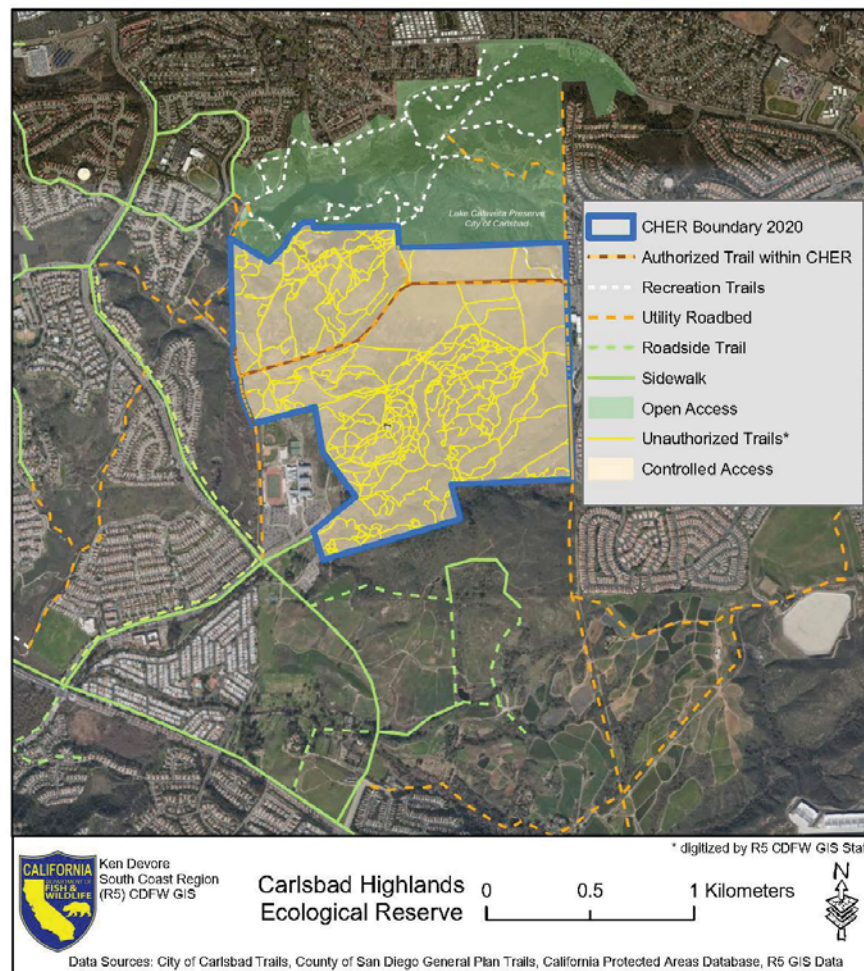 Lake Calavera Preserve
City of Carlsbad
CHER Boundary 2020
Authorized Trail within CHER
Recreation Trails
Utility Roadbed
Roadside Trail
Sidewalk
Open Access
Unauthorized Trails*
Controlled Access
* digitized by R5 CDFW GIS Staf
CALIFORNIA
DEPARTMENT OF
FISH &
WILDLIFE
Ken Devore
South Coast Region
(R5) CDFW GIS
Carlsbad Highlands
Ecological Reserve
0 0.5 1 Kilometers
N
Data Sources: City of Carlsbad Trails, County of San Diego General Plan Trails, California Protected Areas Database, R5 GIS Data